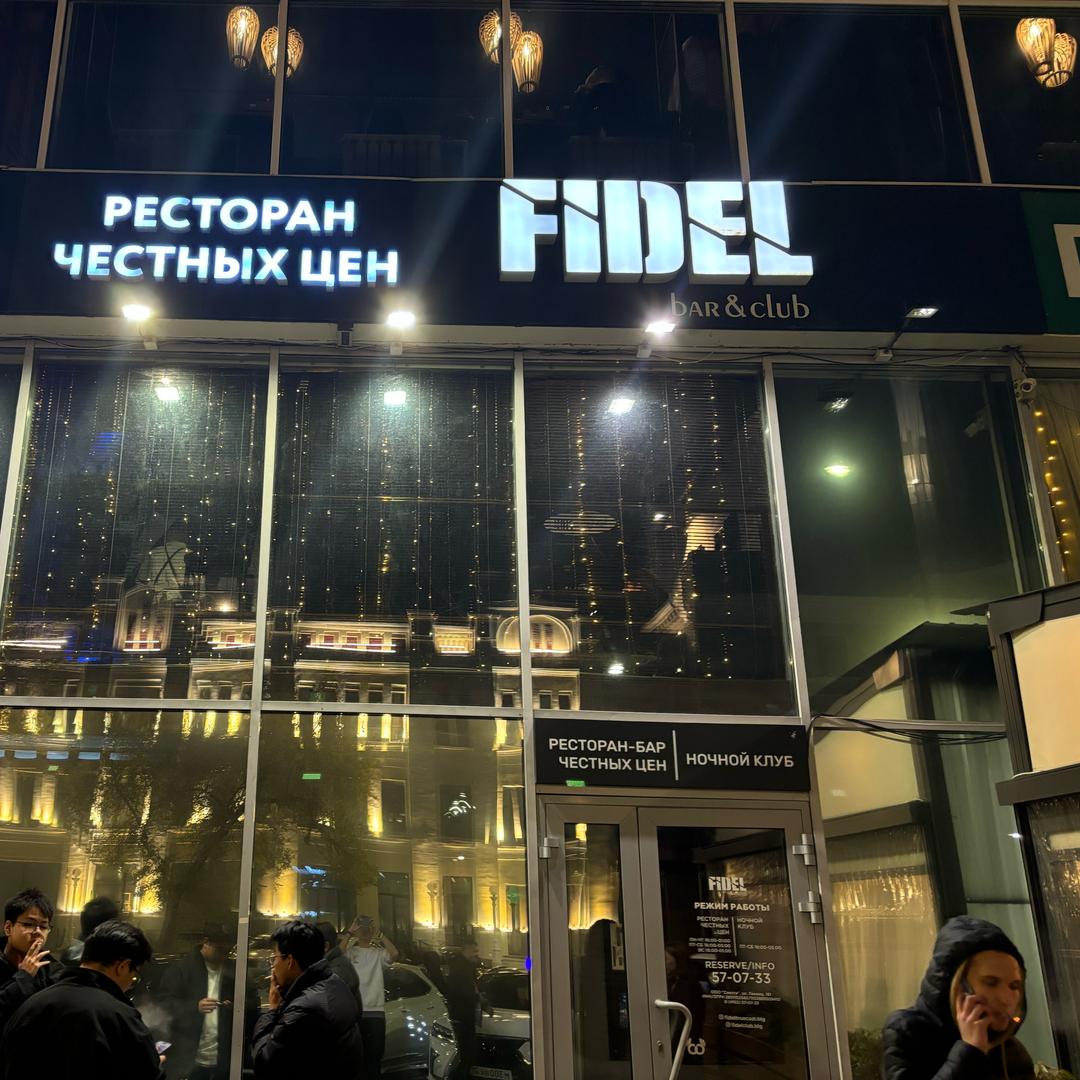 РЕСТОРАН
ЧЕСТНЫХ ЦЕН
FIDEL
bar & club
РЕСТОРАН-БАР
ЧЕСТНЫХ ЦЕН
НОЧНОЙ КЛУБ
FIDEL
РЕЖИМ РАБОТЫ
РЕСТОРАН
ЧЕСТНЫХ
ЦЕН
НОЧНОЙ
КЛУБ
RESERVE/INFO
57-07-33